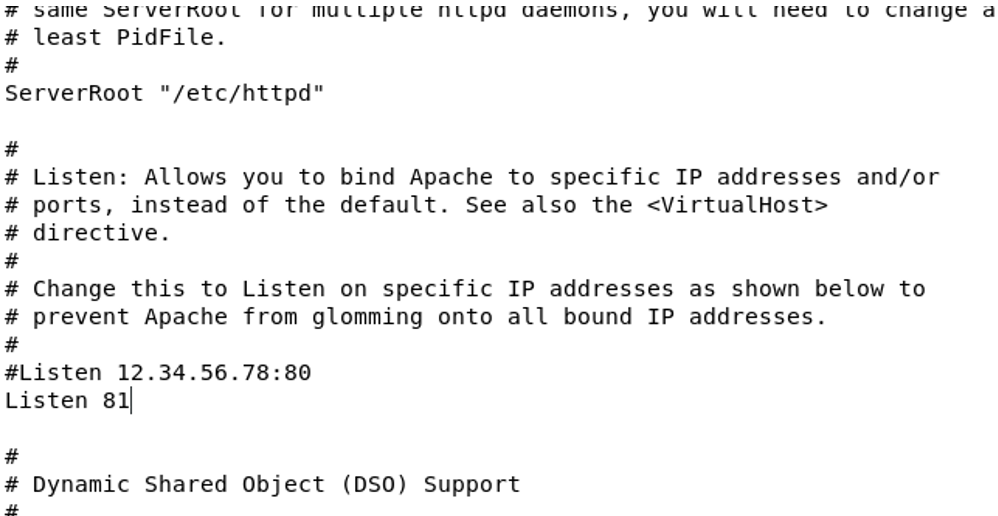 # same ServerRoot for multiple httpd daemons, you will need to change a
# least PidFile.
#
ServerRoot "/etc/httpd"
#
# Listen: Allows you to bind Apache to specific IP addresses and/or
# ports, instead of the default. See also the <VirtualHost>
# directive.
#
# Change this to Listen on specific IP addresses as shown below to
# prevent Apache from glomming onto all bound IP addresses.
#
#Listen 12.34.56.78:80
Listen 81
#
# Dynamic Shared Object (DSO) Support
#